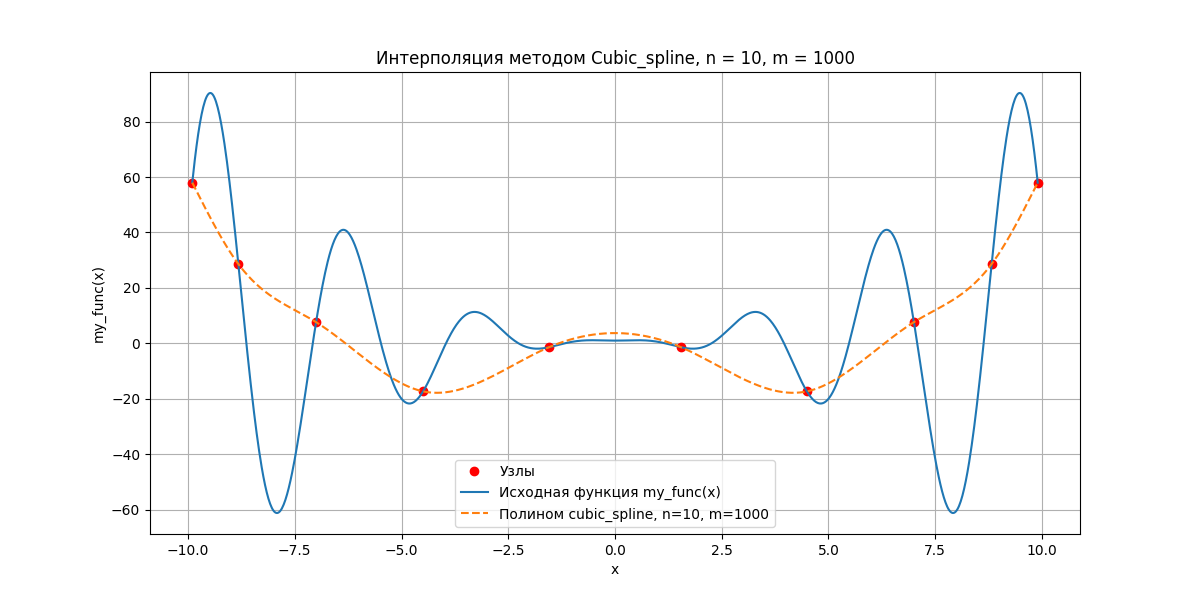 Интерполяция методом Cubic_spline, n = 10, m = 1000
my_func(x)
80
60
40
20
0
−20
−40
−60
Узлы
Исходная функция my_func(x)
Полином cubic_spline, n=10, m=1000
−10.0 −7.5 −5.0 −2.5 0.0 2.5 5.0 7.5 10.0
x